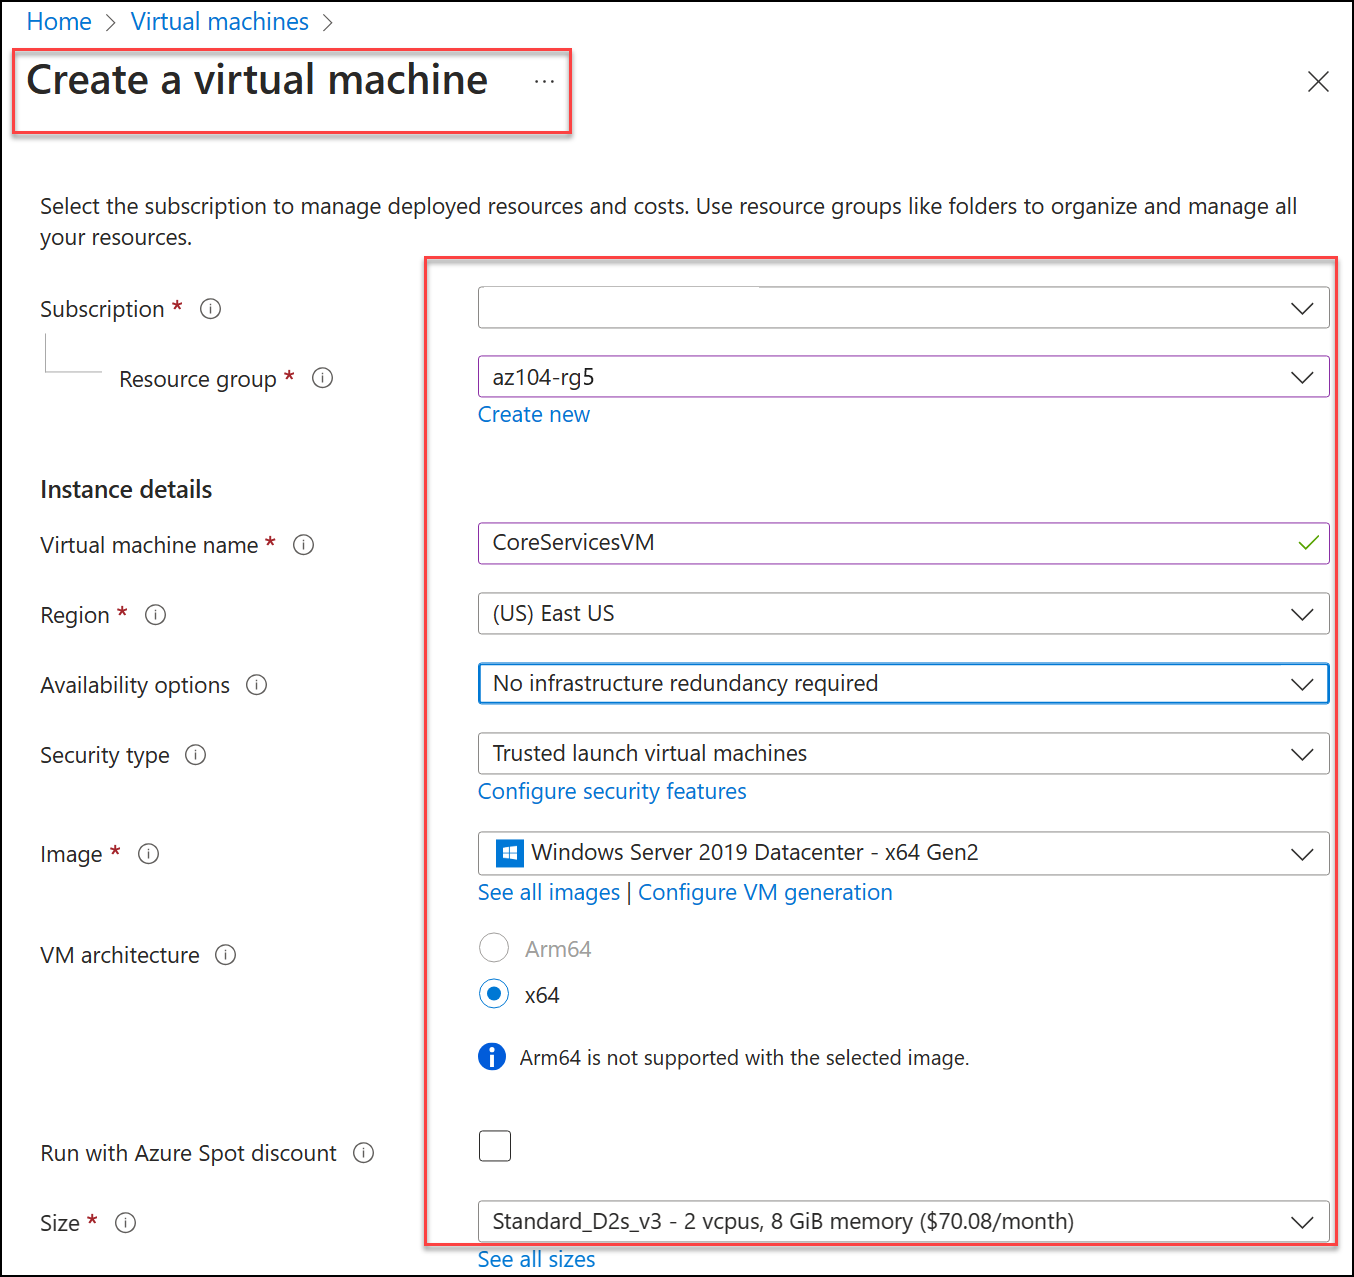 Home > Virtual machines >
Create a virtual machine ...
Select the subscription to manage deployed resources and costs. Use resource groups like folders to organize and manage all
your resources.
Subscription *
Resource group *
az104-rg5
Create new
Instance details
Virtual machine name *
CoreServicesVM
Region *
(US) East US
Availability options
No infrastructure redundancy required
Security type
Trusted launch virtual machines
Configure security features
Image *
Windows Server 2019 Datacenter - x64 Gen2
See all images | Configure VM generation
VM architecture
Arm64
x64
Arm64 is not supported with the selected image.
Run with Azure Spot discount
Size *
Standard_D2s_v3 - 2 vcpus, 8 GiB memory ($70.08/month)
See all sizes